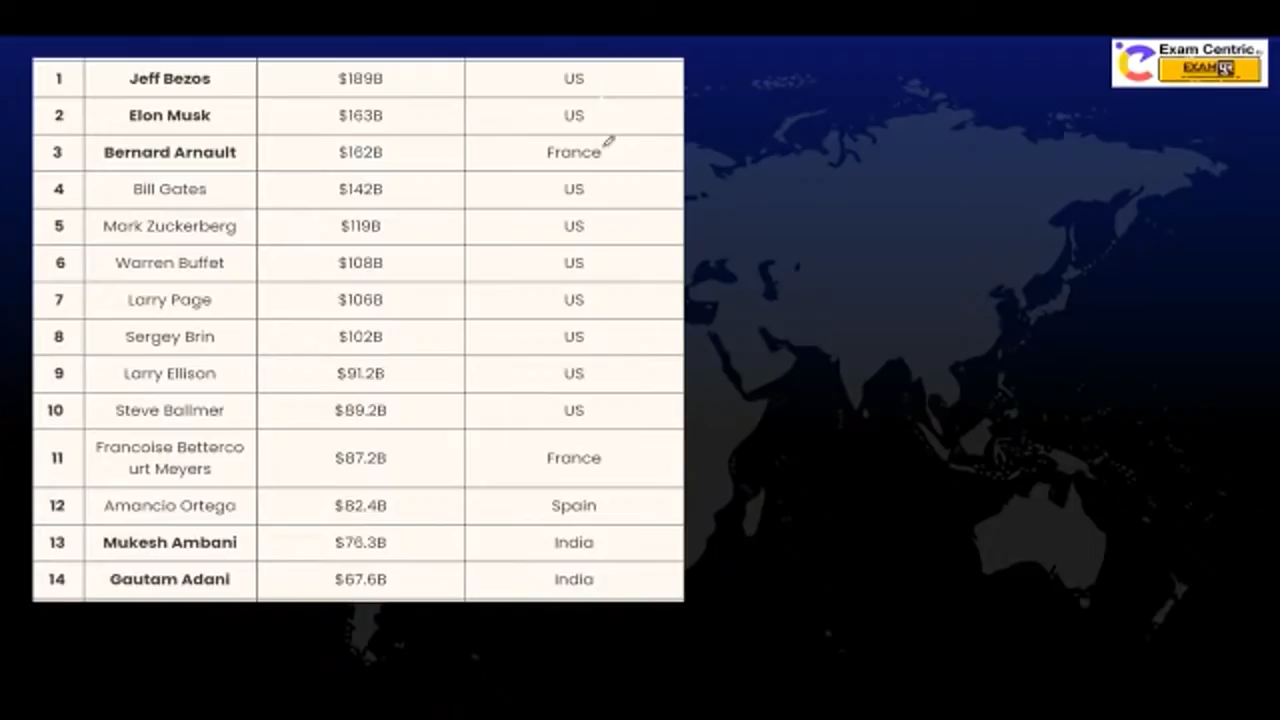 Exam Centric
EXAM पुर
1 Jeff Bezos $189B US
2 Elon Musk $163B US
3 Bernard Arnault $162B France
4 Bill Gates $142B US
5 Mark Zuckerberg $119B US
6 Warren Buffet $108B US
7 Larry Page $106B US
8 Sergey Brin $102B US
9 Larry Ellison $91.2B US
10 Steve Ballmer $89.2B US
11 Francoise Betterco
urt Meyers $87.2B France
12 Amancio Ortega $82.4B Spain
13 Mukesh Ambani $76.3B India
14 Gautam Adani $67.6B India